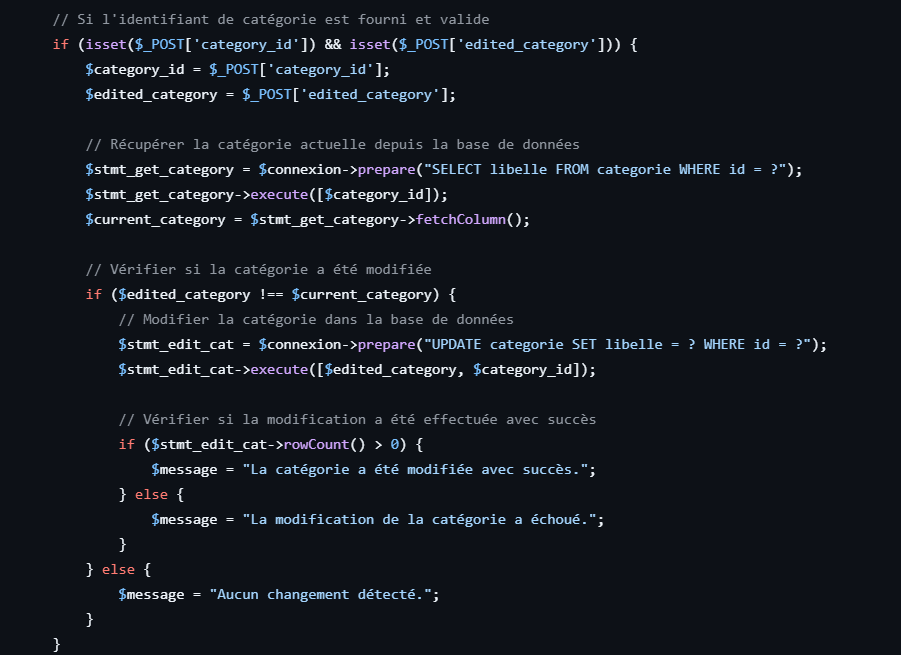 // Si l'identifiant de catégorie est fourni et valide
if (isset($_POST['category_id']) && isset($_POST['edited_category'])) {
    $category_id = $_POST['category_id'];
    $edited_category = $_POST['edited_category'];

    // Récupérer la catégorie actuelle depuis la base de données
    $stmt_get_category = $connexion->prepare("SELECT libelle FROM categorie WHERE id = ?");
    $stmt_get_category->execute([$category_id]);
    $current_category = $stmt_get_category->fetchColumn();

    // Vérifier si la catégorie a été modifiée
    if ($edited_category !== $current_category) {
        // Modifier la catégorie dans la base de données
        $stmt_edit_cat = $connexion->prepare("UPDATE categorie SET libelle = ? WHERE id = ?");
        $stmt_edit_cat->execute([$edited_category, $category_id]);

        // Vérifier si la modification a été effectuée avec succès
        if ($stmt_edit_cat->rowCount() > 0) {
            $message = "La catégorie a été modifiée avec succès.";
        } else {
            $message = "La modification de la catégorie a échoué.";
        }
    } else {
        $message = "Aucun changement détecté.";
    }
}